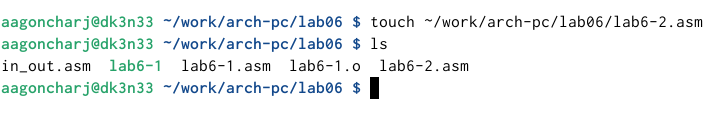 aagoncharj@dk3n33 ~/work/arch-pc/lab06 $ touch ~/work/arch-pc/lab06/lab6-2.asm
aagoncharj@dk3n33 ~/work/arch-pc/lab06 $ ls
in_out.asm lab6-1 lab6-1.asm lab6-1.o lab6-2.asm
aagoncharj@dk3n33 ~/work/arch-pc/lab06 $